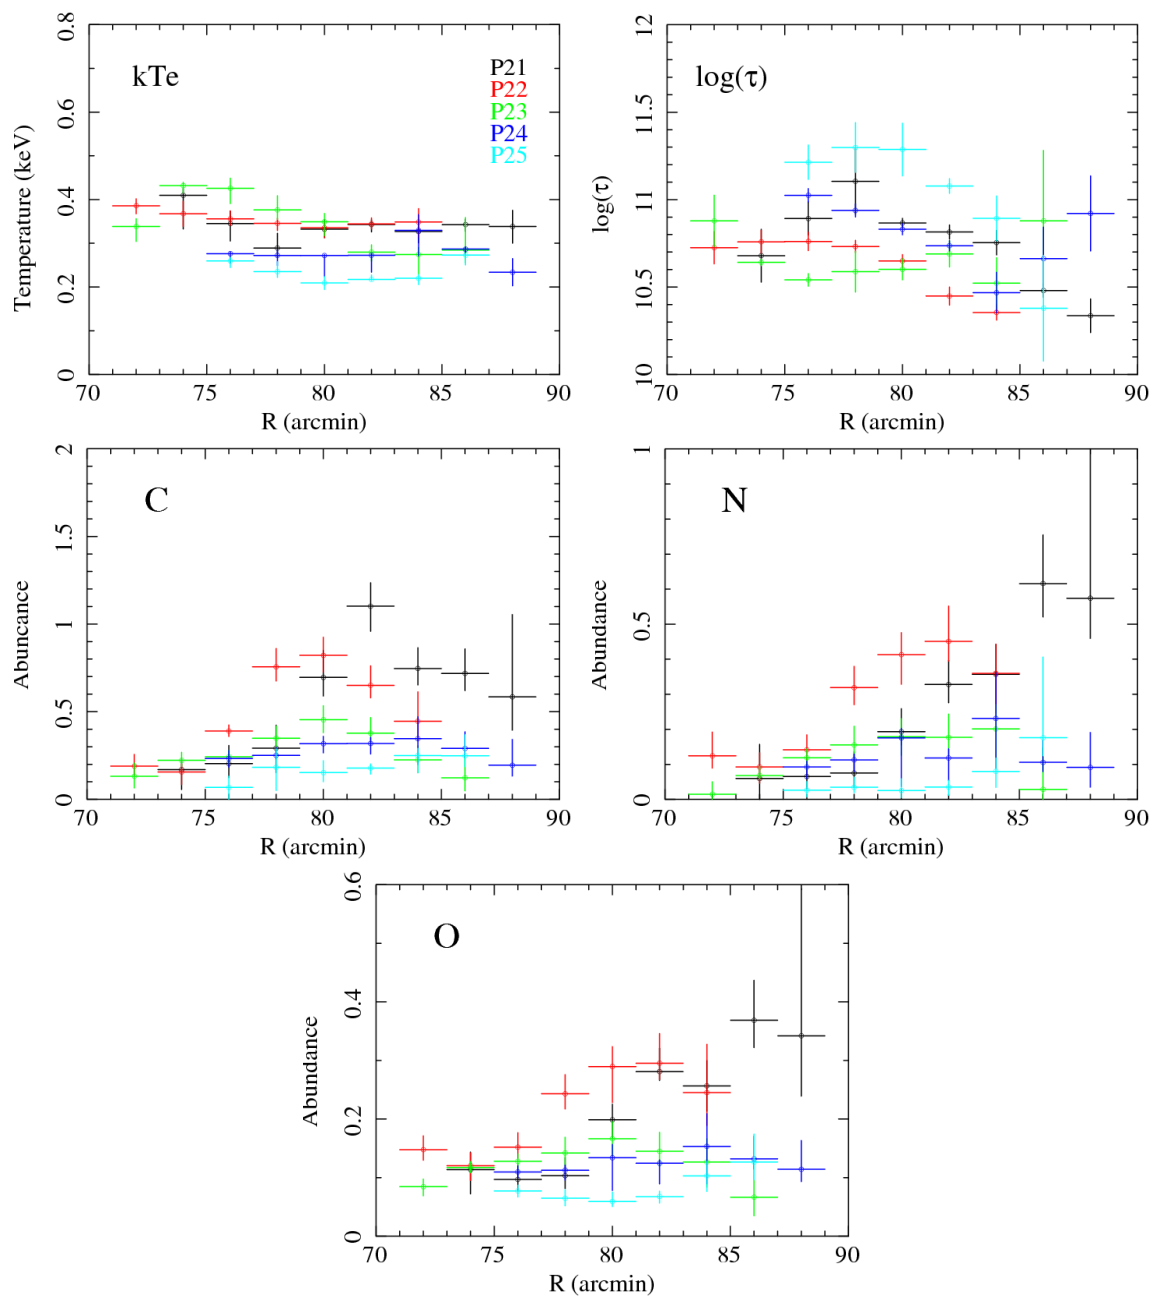 kTe
P21
P22
P23
P24
P25
Temperature (keV)
0
0.2
0.4
0.6
0.8
70
75
80
85
90
R (arcmin)
log(τ)
log(τ)
10
10.5
11
11.5
12
70
75
80
85
90
R (arcmin)
C
Abuncance
0
0.5
1
1.5
2
70
75
80
85
90
R (arcmin)
N
Abundance
0
0.5
1
70
75
80
85
90
R (arcmin)
O
Abundance
0
0.2
0.4
0.6
70
75
80
85
90
R (arcmin)